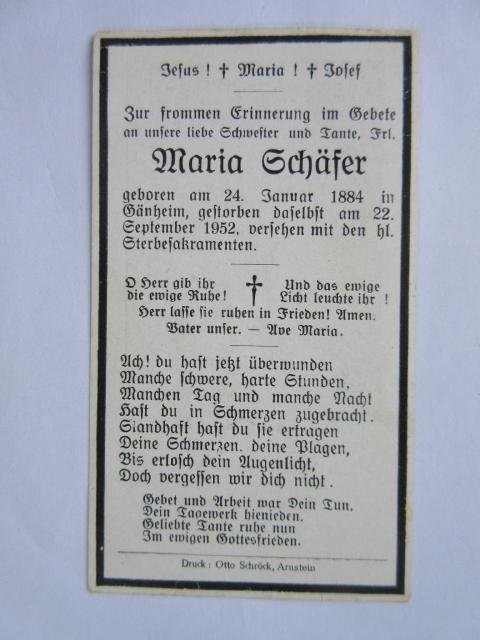 Jesus ! † Maria ! † Josef
Zur frommen Erinnerung im Gebete
an unsere liebe Schwester und Tante, Frl.
Maria Schäfer
geboren am 24. Januar 1884 in
Gänheim, gestorben daselbst am 22.
September 1952, versehen mit den hl.
Sterbesakramenten.
O Herr gib ihr
die ewige Ruhe!
†
Und das ewige
Licht leuchte ihr !
Herr lasse sie ruhen in Frieden! Amen.
Vater unser. — Ave Maria.
Ach! du hast jetzt überwunden
Manche schwere, harte Stunden,
Manchen Tag und manche Nacht
Hast du in Schmerzen zugebracht.
Standhaft hast du sie ertragen
Deine Schmerzen. deine Plagen,
Bis erlosch dein Augenlicht,
Doch vergessen wir dich nicht.
Gebet und Arbeit war Dein Tun.
Dein Tagewerk hienieden.
Geliebte Tante ruhe nun
Im ewigen Gottesfrieden.
Druck : Otto Schröck, Arnstein